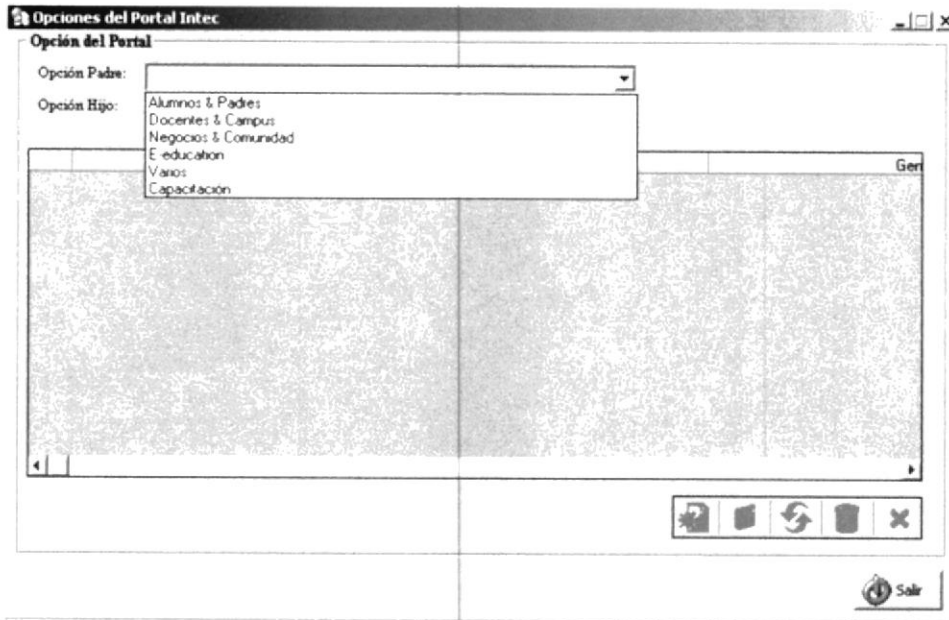 Opciones del Portal Intec
Opción del Portal
Opción Padre:
Opción Hijo:
Alumnos & Padres
Docentes & Campus
Negocios & Comunidad
E-education
Varios
Capacitación
Gen
Salir